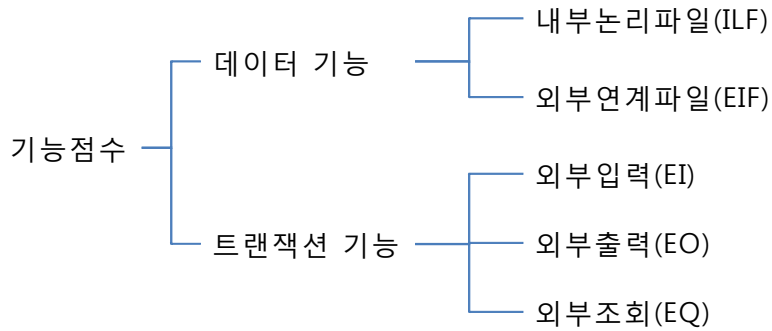 기능점수
데이터 기능
내부논리파일(ILF)
외부연계파일(EIF)
트랜잭션 기능
외부입력(EI)
외부출력(EO)
외부조회(EQ)